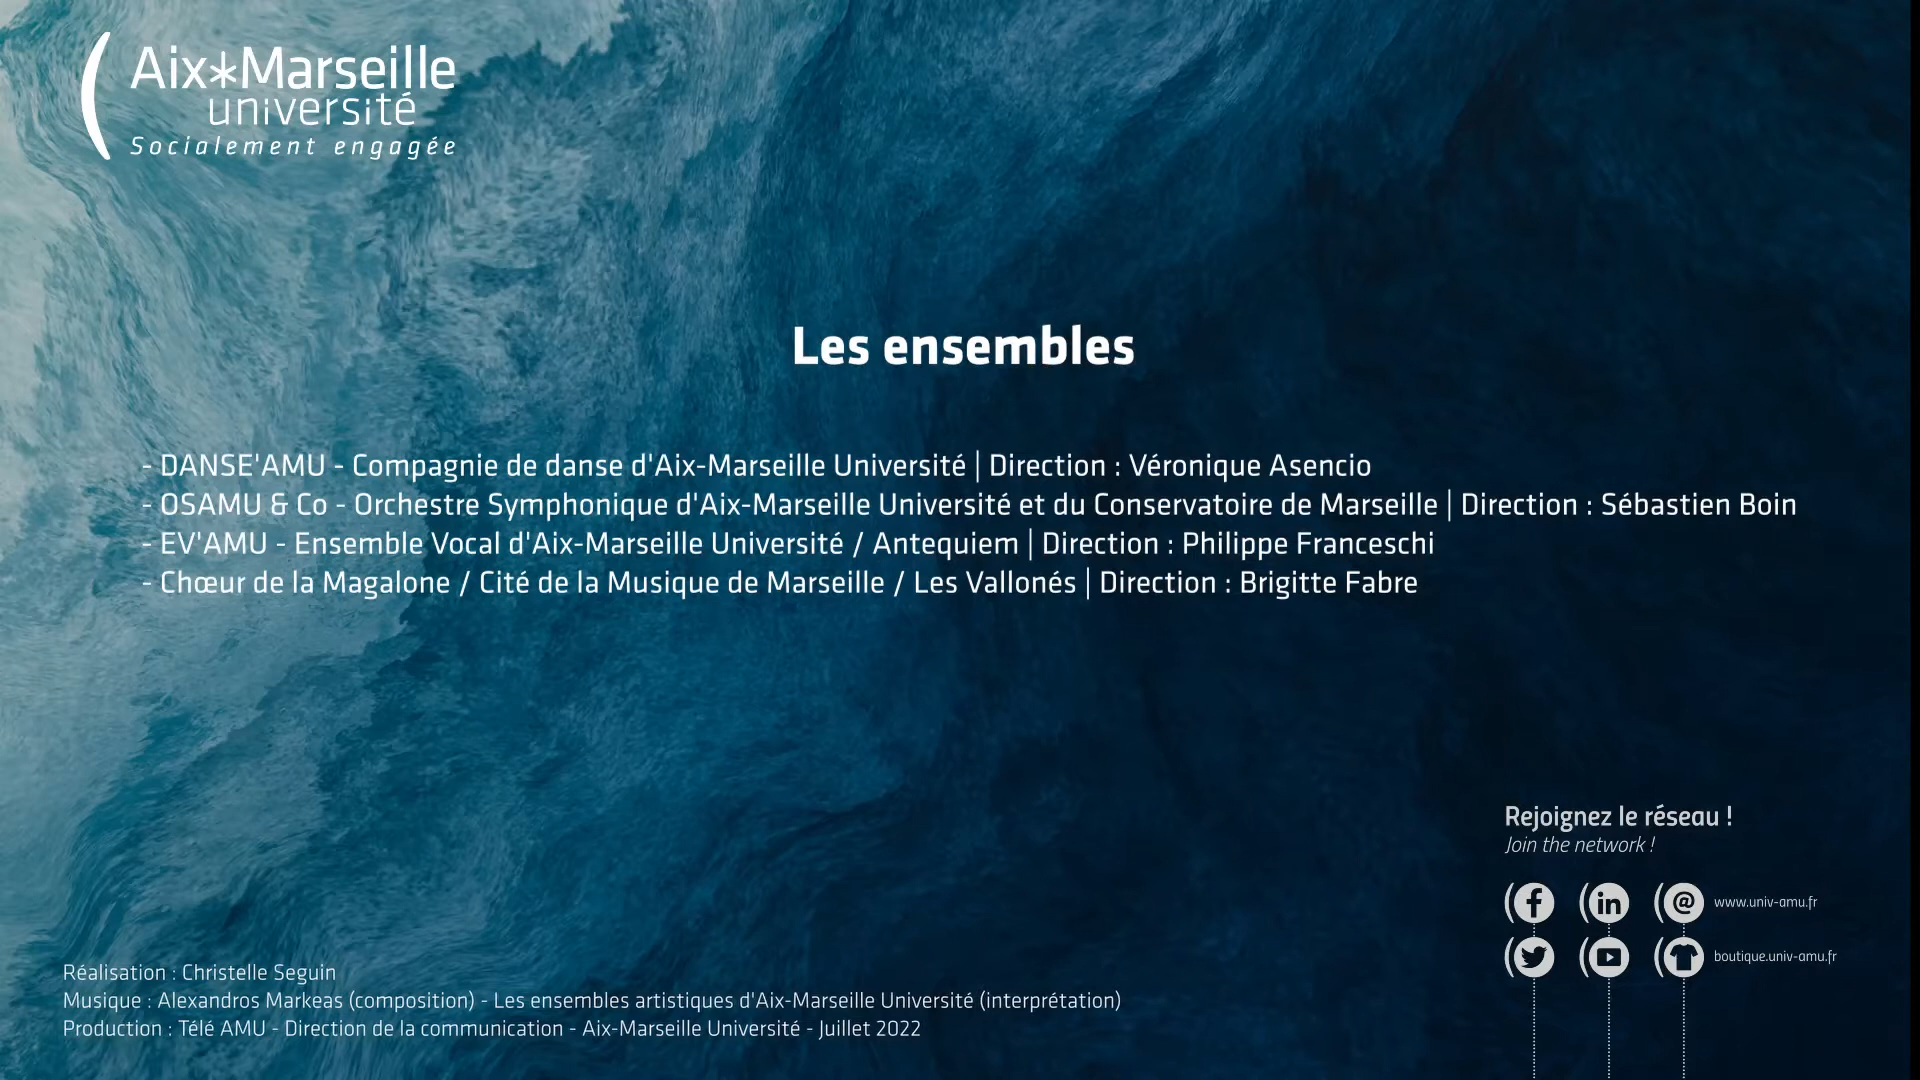 Aix*Marseille
université
Socialement engagée
Les ensembles
- DANSE'AMU - Compagnie de danse d'Aix-Marseille Université | Direction : Véronique Asencio
- OSAMU & Co - Orchestre Symphonique d'Aix-Marseille Université et du Conservatoire de Marseille | Direction : Sébastien Boin
- EV'AMU - Ensemble Vocal d'Aix-Marseille Université / Antequiem | Direction : Philippe Franceschi
- Chœur de la Magalone / Cité de la Musique de Marseille / Les Vallonés | Direction : Brigitte Fabre
Rejoignez le réseau !
Join the network !
www.univ-amu.fr
boutique.univ-amu.fr
Réalisation : Christelle Seguin
Musique : Alexandros Markeas (composition) - Les ensembles artistiques d'Aix-Marseille Université (interprétation)
Production : Télé AMU - Direction de la communication - Aix-Marseille Université - Juillet 2022